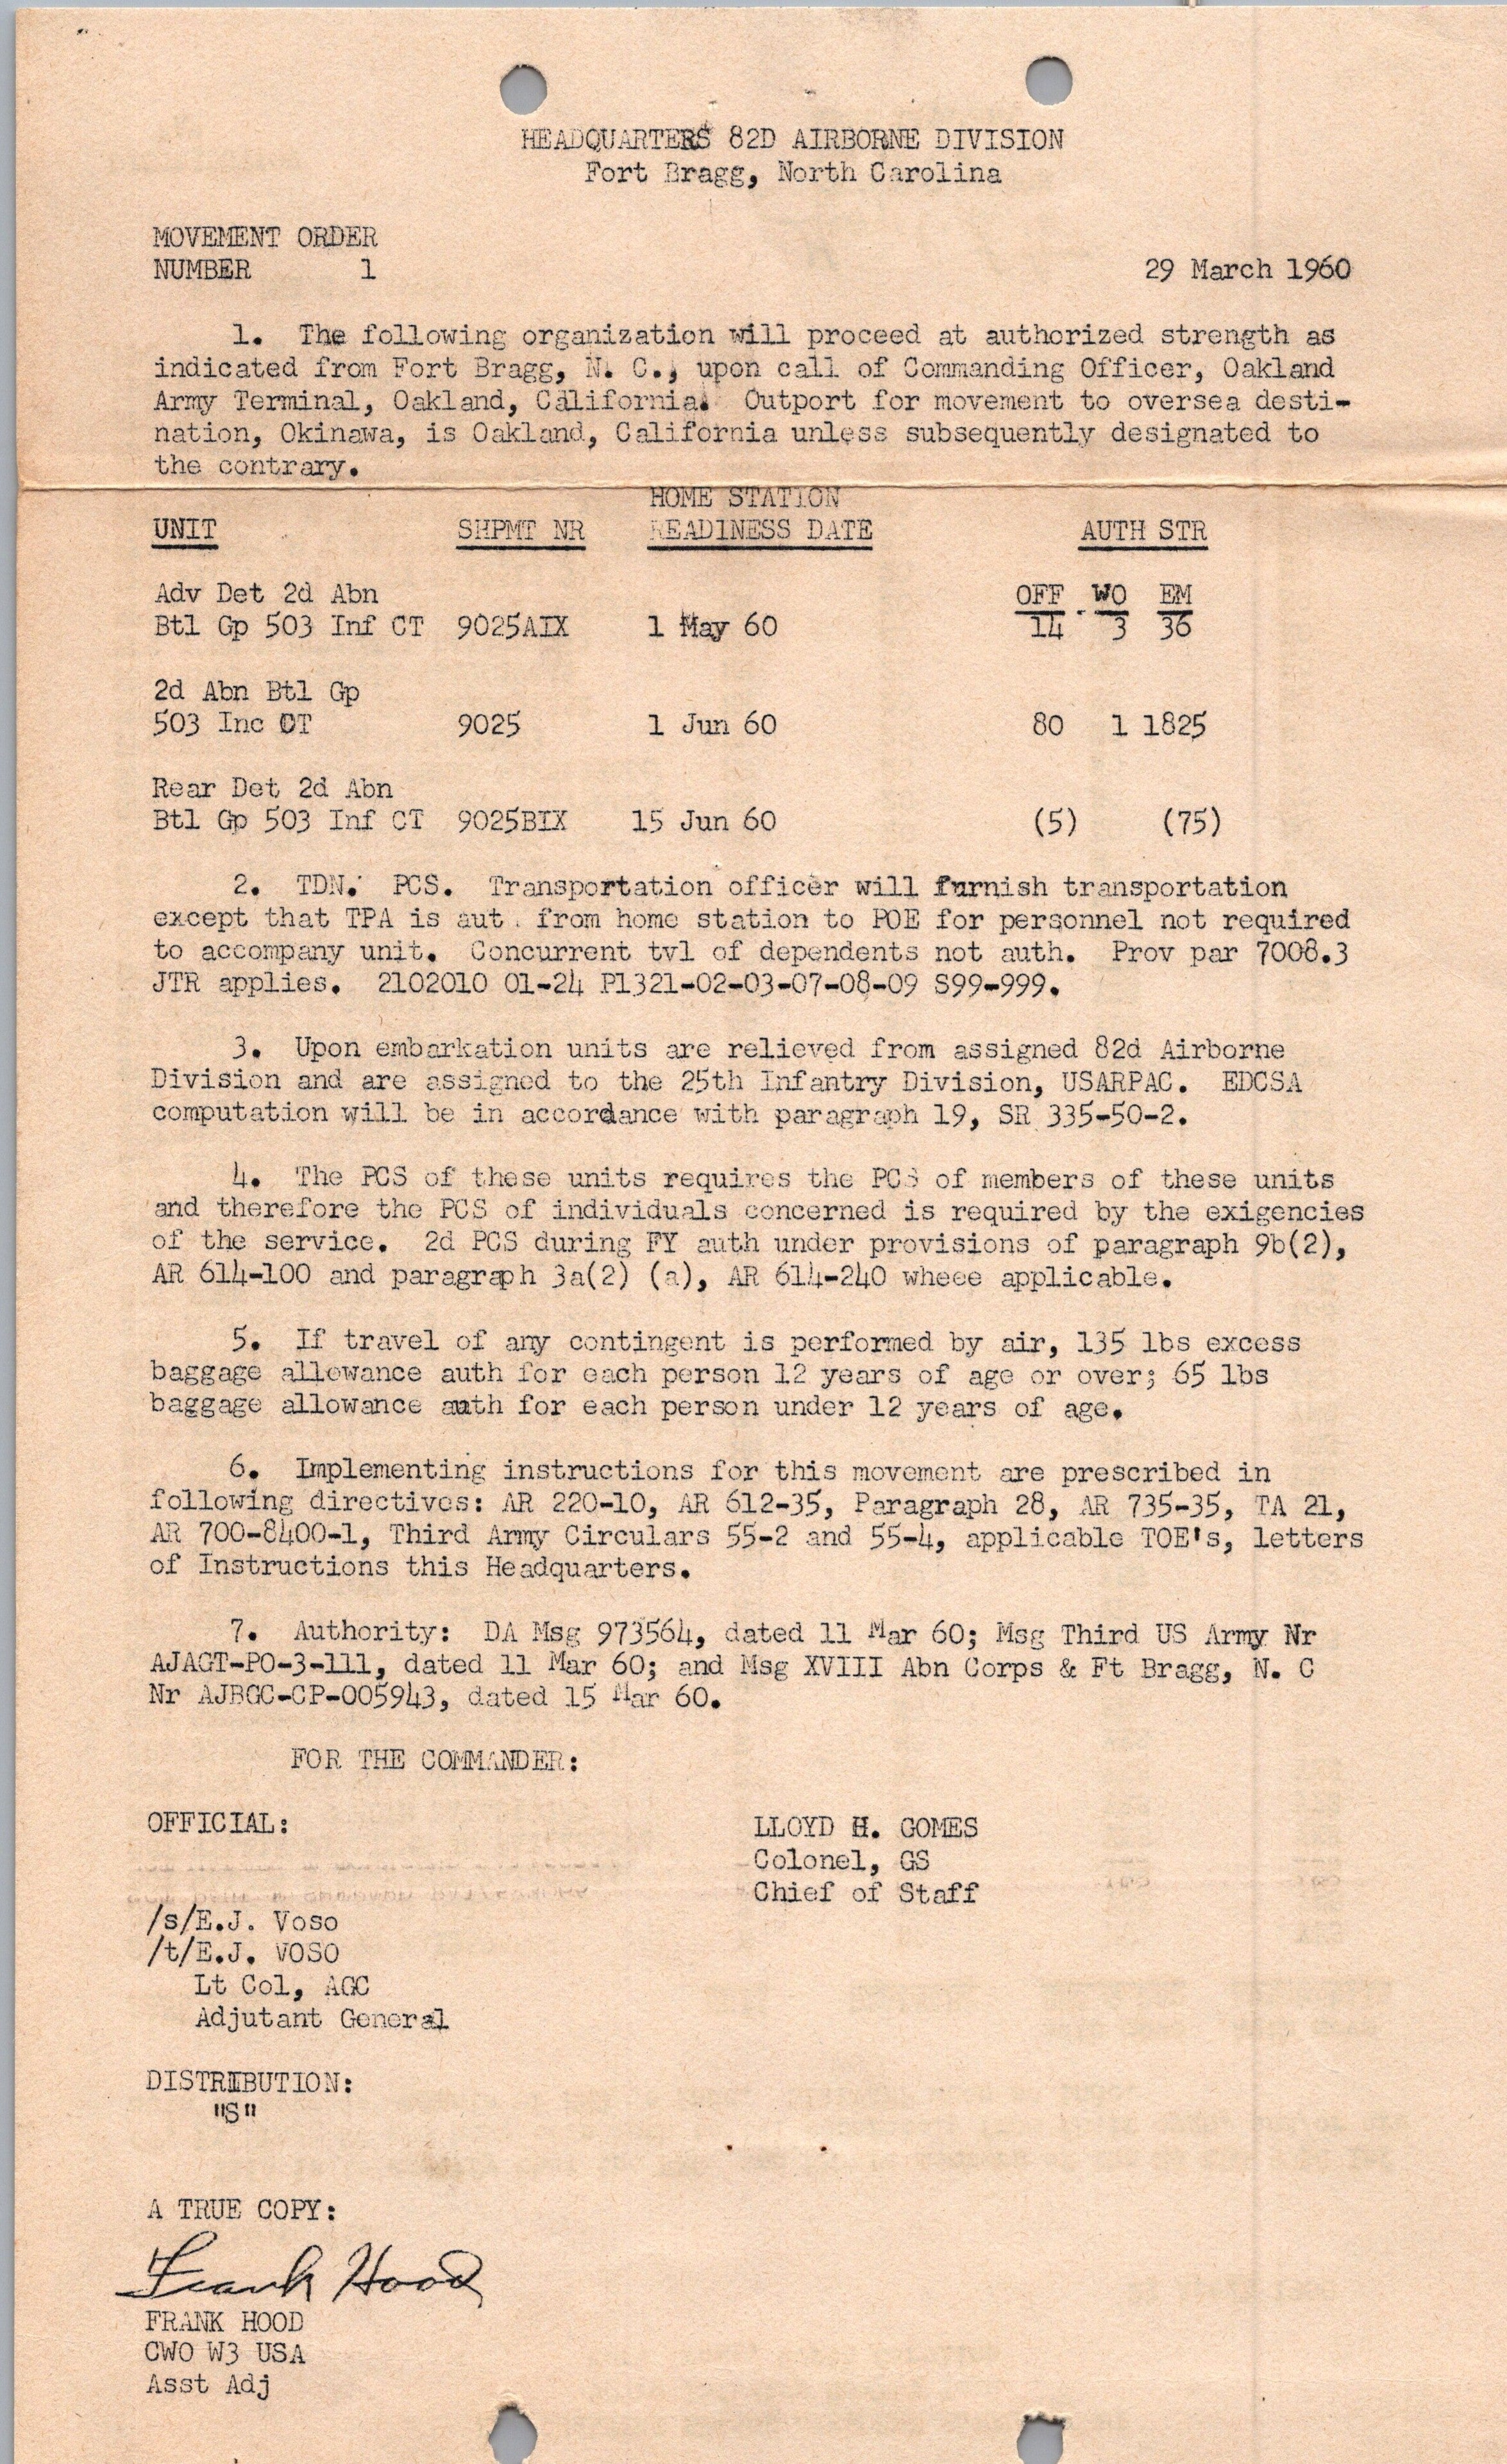 HEADQUARTERS 82D AIRBORNE DIVISION
Fort Bragg, North Carolina
MOVEMENT ORDER
NUMBER 1 29 March 1960
1. The following organization will proceed at authorized strength as
indicated from Fort Bragg, N. C., upon call of Commanding Officer, Oakland
Army Terminal, Oakland, California. Outport for movement to oversea desti-
nation, Okinawa, is Oakland, California unless subsequently designated to
the contrary.
HOME STATION
UNIT SHPMT NR READINESS DATE AUTH STR
Adv Det 2d Abn OFF WO EM
Btl Gp 503 Inf CT 9025AIX 1 May 60 14 3 36
2d Abn Btl Gp
503 Inc CT 9025 1 Jun 60 80 1 1825
Rear Det 2d Abn
Btl Gp 503 Inf CT 9025BIX 15 Jun 60 (5) (75)
2. TDN. PCS. Transportation officer will furnish transportation
except that TPA is aut. from home station to POE for personnel not required
to accompany unit. Concurrent tvl of dependents not auth. Prov par 7008.3
JTR applies. 2102010 01-24 P1321-02-03-07-08-09 S99-999.
3. Upon embarkation units are relieved from assigned 82d Airborne
Division and are assigned to the 25th Infantry Division, USARPAC. EDCSA
computation will be in accordance with paragraph 19, SR 335-50-2.
4. The PCS of these units requires the PCS of members of these units
and therefore the PCS of individuals concerned is required by the exigencies
of the service. 2d PCS during FY auth under provisions of paragraph 9b(2),
AR 614-100 and paragraph 3a(2) (a), AR 614-240 wheee applicable.
5. If travel of any contingent is performed by air, 135 lbs excess
baggage allowance auth for each person 12 years of age or over; 65 lbs
baggage allowance auth for each person under 12 years of age.
6. Implementing instructions for this movement are prescribed in
following directives: AR 220-10, AR 612-35, Paragraph 28, AR 735-35, TA 21,
AR 700-8400-1, Third Army Circulars 55-2 and 55-4, applicable TOE's, letters
of Instructions this Headquarters.
7. Authority: DA Msg 973564, dated 11 Mar 60; Msg Third US Army Nr
AJAGT-PO-3-111, dated 11 Mar 60; and Msg XVIII Abn Corps & Ft Bragg, N. C
Nr AJBGC-CP-005943, dated 15 Mar 60.
FOR THE COMMANDER:
OFFICIAL: LLOYD H. GOMES
Colonel, GS
Chief of Staff
/s/E.J. Voso
/t/E.J. VOSO
Lt Col, AGC
Adjutant General
DISTRIBUTION:
"S"
A TRUE COPY:
Frank Hood
FRANK HOOD
CWO W3 USA
Asst Adj